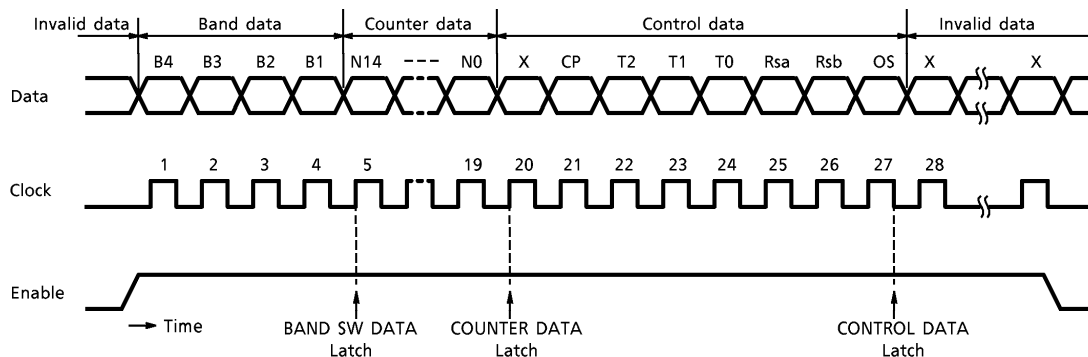 Invalid data Band data Counter data Control data Invalid data
B4 B3 B2 B1 N14 ---- N0 X CP T2 T1 T0 Rsa Rsb OS X X
Data
1 2 3 4 5 19 20 21 22 23 24 25 26 27 28
Clock
Enable
Time
BAND SW DATA COUNTER DATA CONTROL DATA
Latch Latch Latch